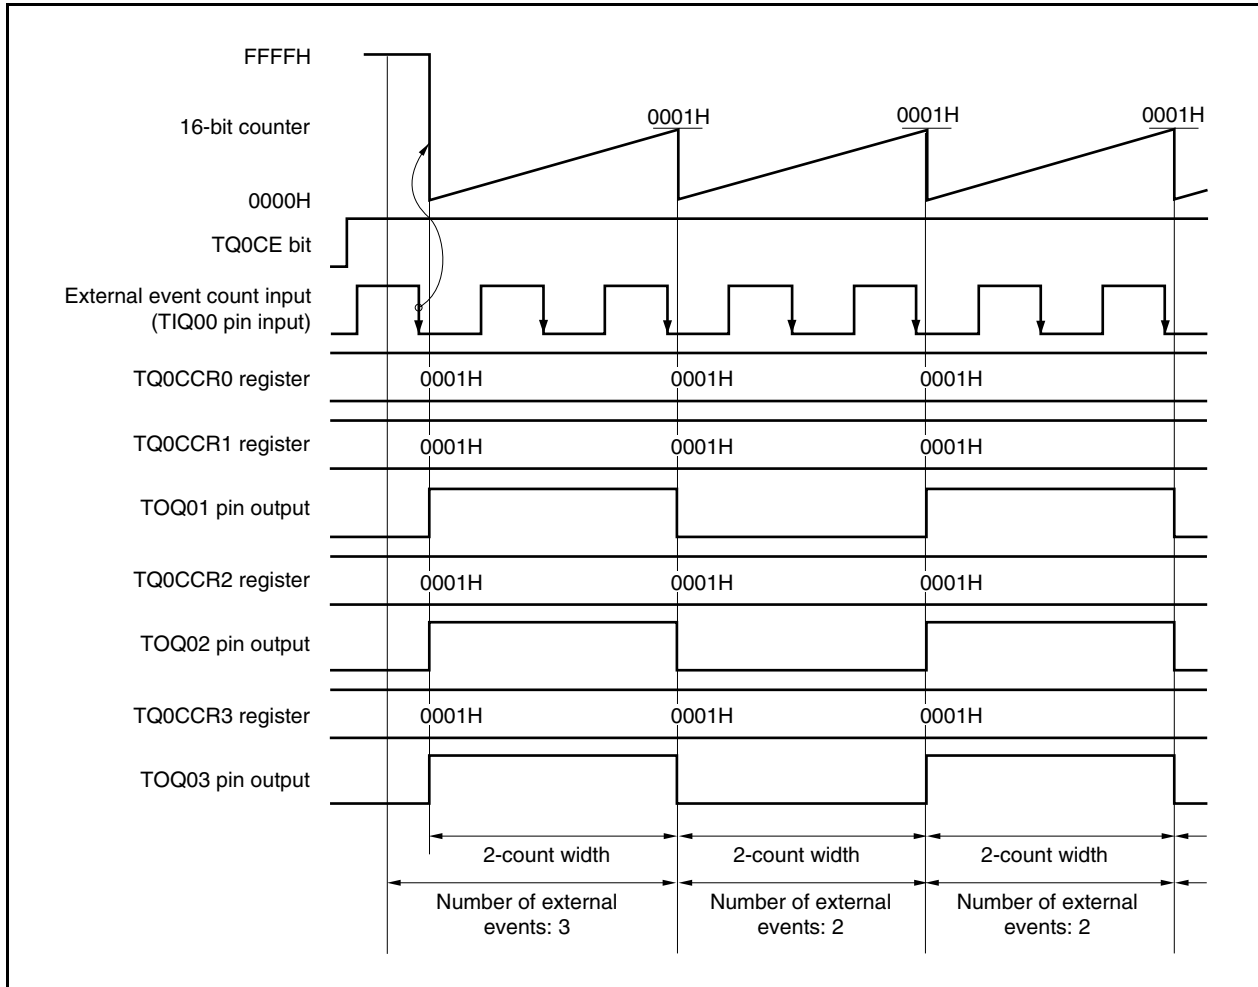 FFFFH
0001H 0001H 0001H
16-bit counter
0000H
TQ0CE bit
External event count input
(TIQ00 pin input)
TQ0CCR0 register 0001H 0001H 0001H
TQ0CCR1 register 0001H 0001H 0001H
TOQ01 pin output
TQ0CCR2 register 0001H 0001H 0001H
TOQ02 pin output
TQ0CCR3 register 0001H 0001H 0001H
TOQ03 pin output
2-count width 2-count width 2-count width
Number of external Number of external Number of external
events: 3 events: 2 events: 2